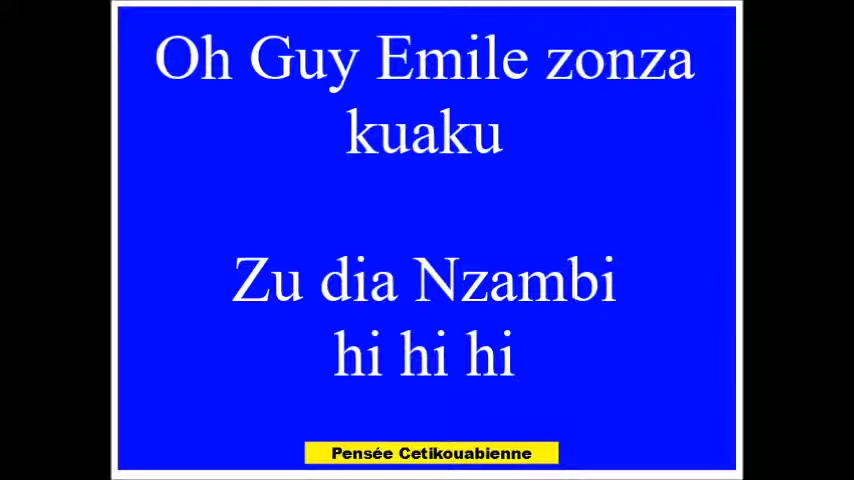 Oh Guy Emile zonza
kuaku
Zu dia Nzambi
hi hi hi
Pensée Cetikouabienne